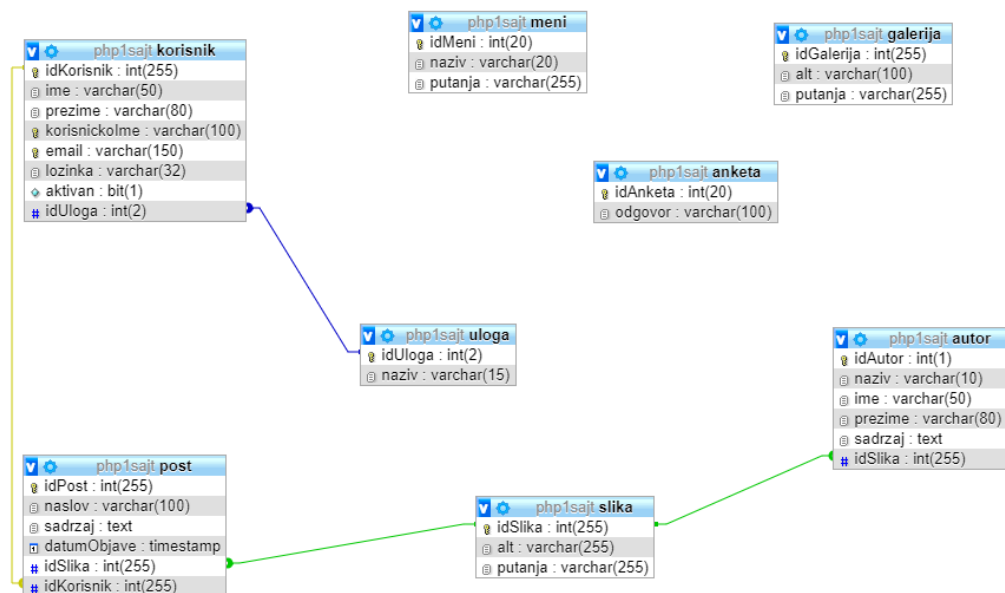 php1sajt korisnik
idKorisnik : int(255)
ime : varchar(50)
prezime : varchar(80)
korisnickoIme : varchar(100)
email : varchar(150)
lozinka : varchar(32)
aktivan : bit(1)
idUloga : int(2)
php1sajt meni
idMeni : int(20)
naziv : varchar(20)
putanja : varchar(255)
php1sajt galerija
idGalerija : int(255)
alt : varchar(100)
putanja : varchar(255)
php1sajt anketa
idAnketa : int(20)
odgovor : varchar(100)
php1sajt uloga
idUloga : int(2)
naziv : varchar(15)
php1sajt autor
idAutor : int(1)
naziv : varchar(10)
ime : varchar(50)
prezime : varchar(80)
sadrzaj : text
idSlika : int(255)
php1sajt post
idPost : int(255)
naslov : varchar(100)
sadrzaj : text
datumObjave : timestamp
idSlika : int(255)
idKorisnik : int(255)
php1sajt slika
idSlika : int(255)
alt : varchar(255)
putanja : varchar(255)